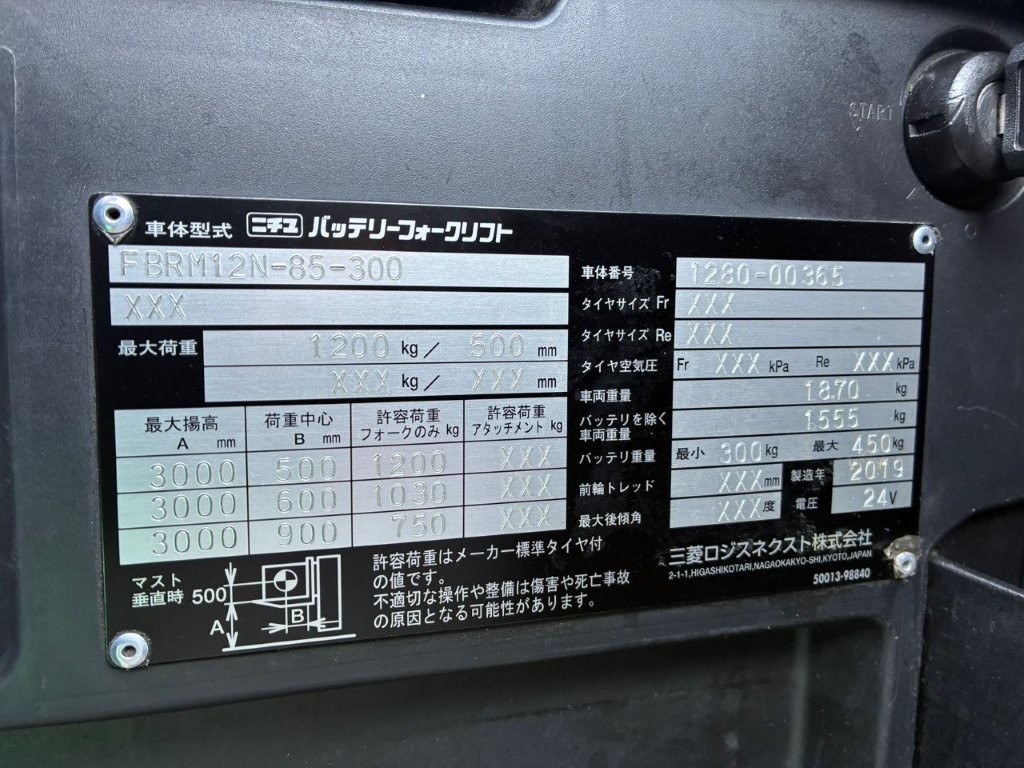 START
車体型式 ニチユ バッテリーフォークリフト
FBRM12N-85-300
XXX
最大荷重 1200 kg／ 500 mm
XXX kg／ XXX mm
最大揚高 A mm 荷重中心 B mm 許容荷重 フォークのみ kg 許容荷重 アタッチメント kg
3000 500 1200 XXX
3000 600 1030 XXX
3000 900 750 XXX
マスト
垂直時 500
A
B
許容荷重はメーカー標準タイヤ付
の値です。
不適切な操作や整備は傷害や死亡事故
の原因となる可能性があります。
車体番号 1280-00365
タイヤサイズ Fr XXX
タイヤサイズ Re XXX
タイヤ空気圧 Fr XXX kPa Re XXX kPa
車両重量 1870 kg
バッテリを除く
車両重量 1555 kg
バッテリ重量 最小 300 kg 最大 450 kg
前輪トレッド XXX mm 製造年 2019
最大後傾角 XXX 度 電圧 24 V
三菱ロジスネクスト株式会社
2-1-1,HIGASHIKOTARI,NAGAOKAKYO-SHI,KYOTO,JAPAN
50013-98840